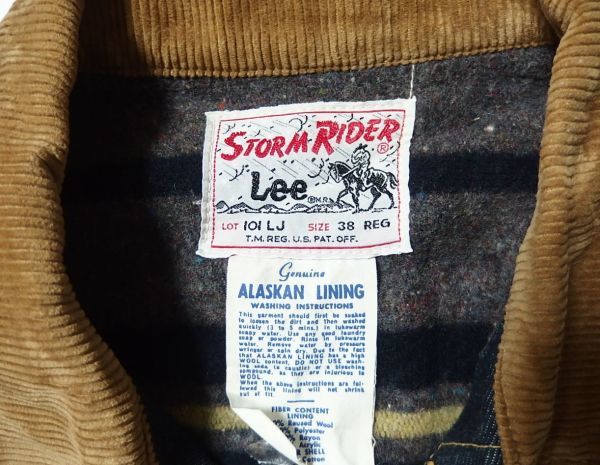 STORM RIDER ®
Lee ® M.R.
LOT 101 LJ SIZE 38 REG
T.M. REG. U.S. PAT. OFF.
Genuine
ALASKAN LINING
WASHING INSTRUCTIONS
This garment should first be soaked
to loosen the dirt and then washed
quickly (3 to 5 mins.) in lukewarm
soapy water. Use any good laundry
soap or powder. Rinse in lukewarm
water. Remove water by pressure
wringer or spin dry. Due to the fact
that ALASKAN LINING has a high
WOOL content, DO NOT USE wash-
ing soda (a caustic) or a bleaching
compound, as they are injurious to
WOOL.
When the above instructions are fol-
lowed this lining will not shrink
out of fit.
FIBER CONTENT
LINING
% Reused Wool
% Polyester
% Rayon
Acrylic
SHELL
Cotton